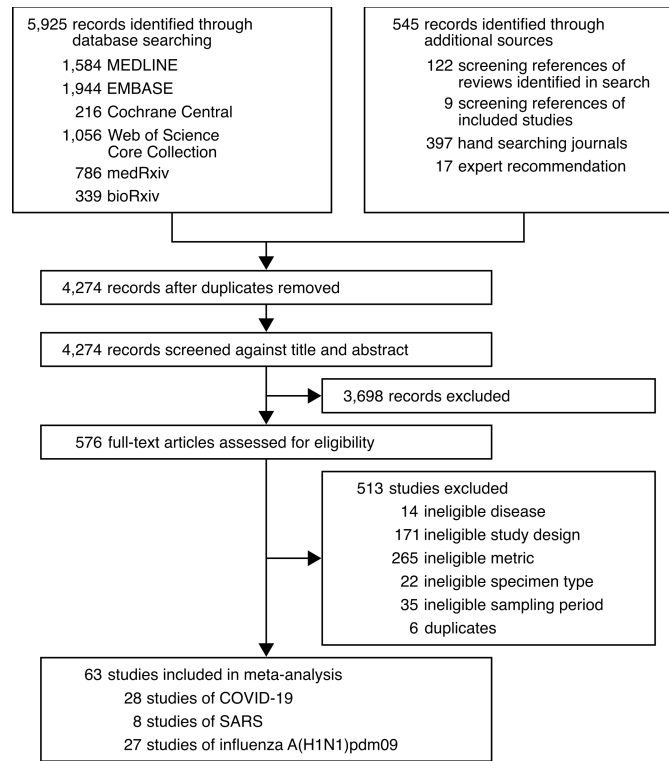 5,925 records identified through
database searching
1,584 MEDLINE
1,944 EMBASE
216 Cochrane Central
1,056 Web of Science
Core Collection
786 medRxiv
339 bioRxiv
545 records identified through
additional sources
122 screening references of
reviews identified in search
9 screening references of
included studies
397 hand searching journals
17 expert recommendation
4,274 records after duplicates removed
4,274 records screened against title and abstract
3,698 records excluded
576 full-text articles assessed for eligibility
513 studies excluded
14 ineligible disease
171 ineligible study design
265 ineligible metric
22 ineligible specimen type
35 ineligible sampling period
6 duplicates
63 studies included in meta-analysis
28 studies of COVID-19
8 studies of SARS
27 studies of influenza A(H1N1)pdm09